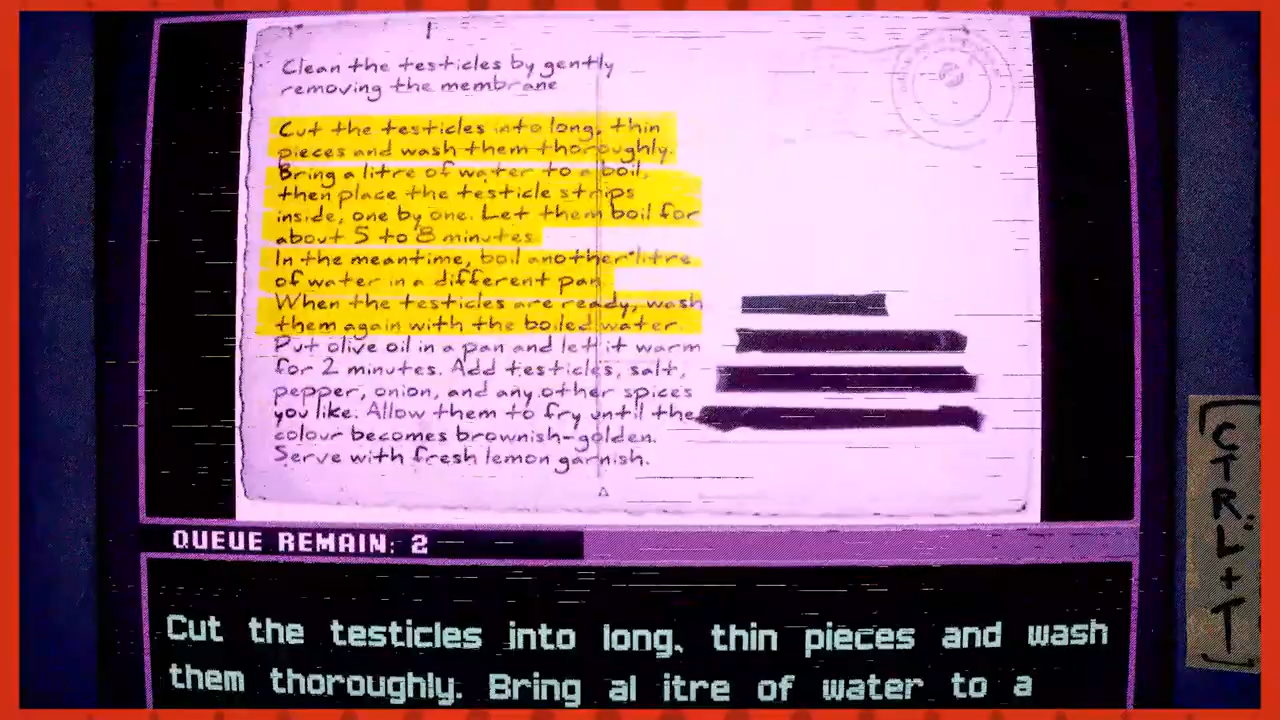 Clean the testicles by gently
removing the membrane
Cut the testicles into long, thin
pieces and wash them thoroughly.
Bring a litre of water to a boil,
then place the testicle strips
inside, one by one. Let them boil for
about 5 to 8 minutes.
In the meantime, boil another litre
of water in a different pan.
When the testicles are ready, wash
them again with the boiled water.
Put olive oil in a pan and let it warm
for 2 minutes. Add testicles, salt,
pepper, onion, and any other spices
you like. Allow them to fry until the
colour becomes brownish-golden.
Serve with fresh lemon garnish.
QUEUE REMAIN: 2
Cut the testicles into long, thin pieces and wash
them thoroughly. Bring al itre of water to a
[CTRL+T]